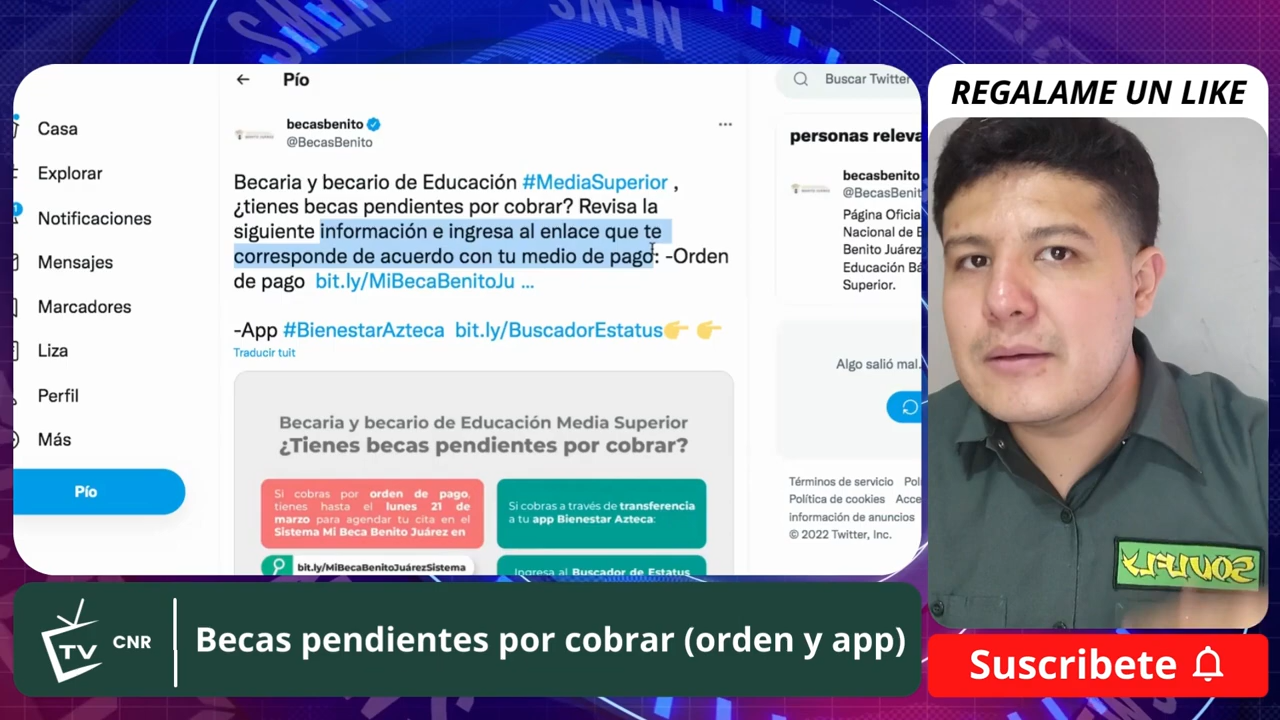 NEWS
NEWS
Pío
Buscar Twitter
Casa
Explorar
Notificaciones
Mensajes
Marcadores
Liza
Perfil
Más
Pío
becasbenito
@BecasBenito
Becaria y becario de Educación #MediaSuperior ,
¿tienes becas pendientes por cobrar? Revisa la
siguiente información e ingresa al enlace que te
corresponde de acuerdo con tu medio de pago: -Orden
de pago bit.ly/MiBecaBenitoJu ...
-App #BienestarAzteca bit.ly/BuscadorEstatus👉 👉
Traducir tuit
Becaria y becario de Educación Media Superior
¿Tienes becas pendientes por cobrar?
Si cobras por orden de pago,
tienes hasta el lunes 21 de
marzo para agendar tu cita en el
Sistema Mi Beca Benito Juárez en
bit.ly/MiBecaBenitoJuárezSistema
Si cobras a través de transferencia
a tu app Bienestar Azteca:
Ingresa al Buscador de Estatus
personas releva
becasbenito
@BecasBenit
Página Oficia
Nacional de E
Benito Juárez
Educación Bá
Superior.
Algo salió mal.
Términos de servicio Pol
Política de cookies Acce
información de anuncios
© 2022 Twitter, Inc.
REGALAME UN LIKE
TV CNR
Becas pendientes por cobrar (orden y app)
Suscribete